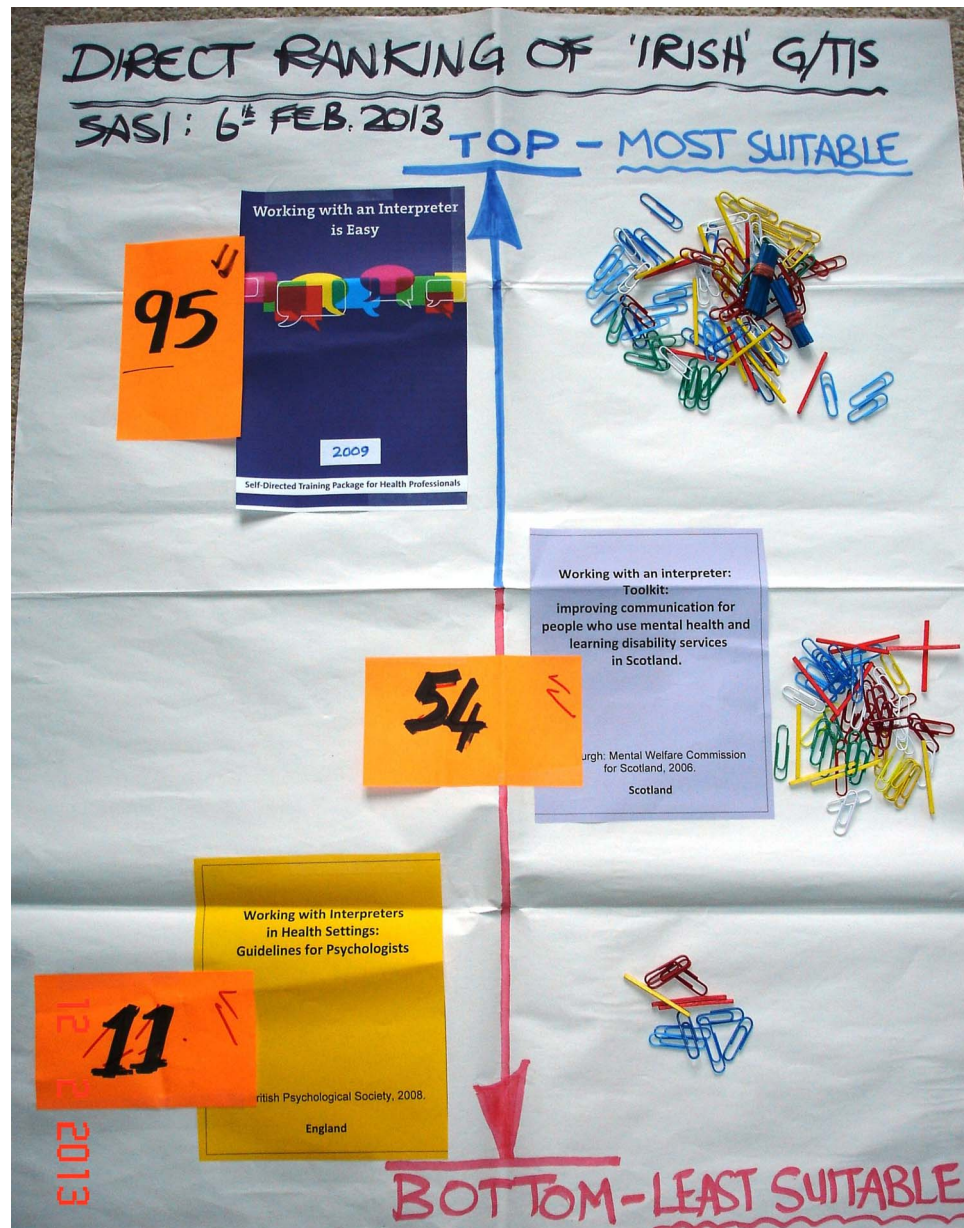 DIRECT RANKING OF 'IRISH' G/TIS
SASI: 6th FEB. 2013
TOP - MOST SUITABLE
Working with an Interpreter
is Easy
95
2009
Self-Directed Training Package for Health Professionals
Working with an interpreter:
Toolkit:
improving communication for
people who use mental health and
learning disability services
in Scotland.
54
Mental Welfare Commission
for Scotland, 2006.
Scotland
Working with Interpreters
in Health Settings:
Guidelines for Psychologists
11
Psychological Society, 2008.
England
BOTTOM - LEAST SUITABLE
12 2 2013